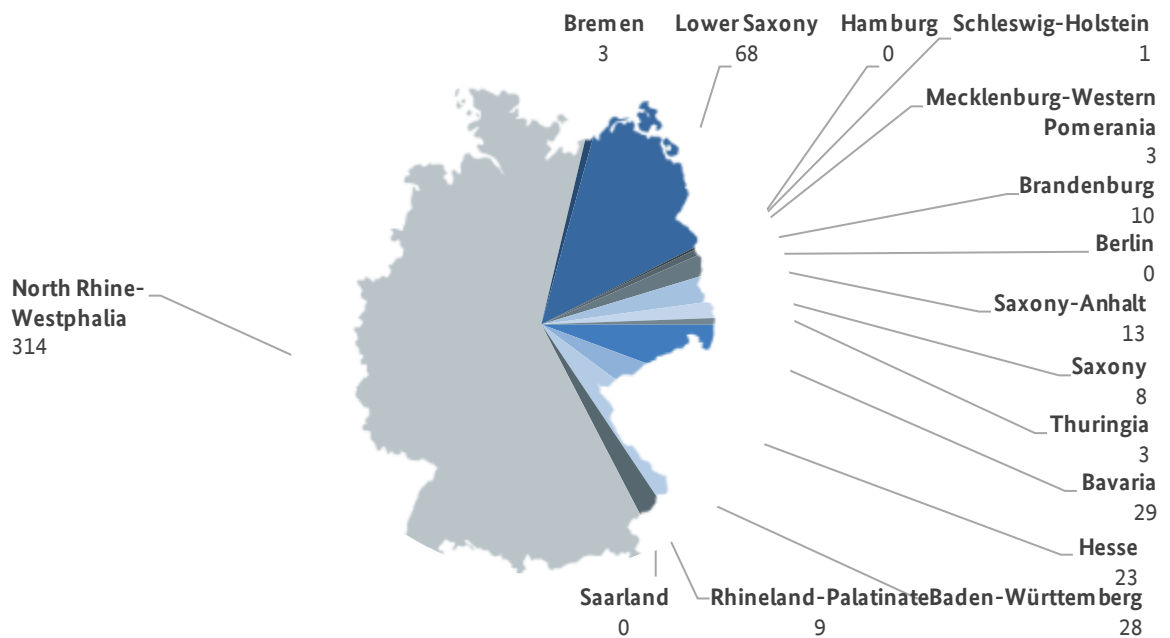 Bremen
3
Lower Saxony
68
Hamburg
0
Schleswig-Holstein
1
Mecklenburg-Western
Pomerania
3
Brandenburg
10
Berlin
0
Saxony-Anhalt
13
Saxony
8
Thuringia
3
Bavaria
29
Hesse
23
Baden-Württemberg
28
Rhineland-Palatinate
9
Saarland
0
North Rhine-
Westphalia
314